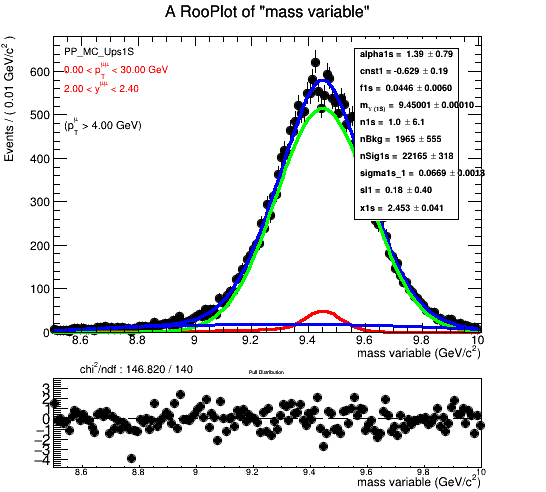 A RooPlot of "mass variable"
Events / ( 0.01 GeV/c² )
PP_MC_Ups1S
0.00 < p_T^μμ < 30.00 GeV
2.00 < y^μμ < 2.40
(p_T^μ > 4.00 GeV)
alpha1s = 1.39 ± 0.79
cnst1 = -0.629 ± 0.19
f1s = 0.0446 ± 0.0060
m_ϒ(1S) = 9.45001 ± 0.00010
n1s = 1.0 ± 6.1
nBkg = 1965 ± 555
nSig1s = 22165 ± 318
sigma1s_1 = 0.0669 ± 0.0013
sl1 = 0.18 ± 0.40
x1s = 2.453 ± 0.041
600
500
400
300
200
100
0
8.6 8.8 9 9.2 9.4 9.6 9.8 10
mass variable (GeV/c²)
chi²/ndf : 146.820 / 140
Pull Distribution
3
2
1
0
−1
−2
−3
−4
8.6 8.8 9 9.2 9.4 9.6 9.8 10
mass variable (GeV/c²)